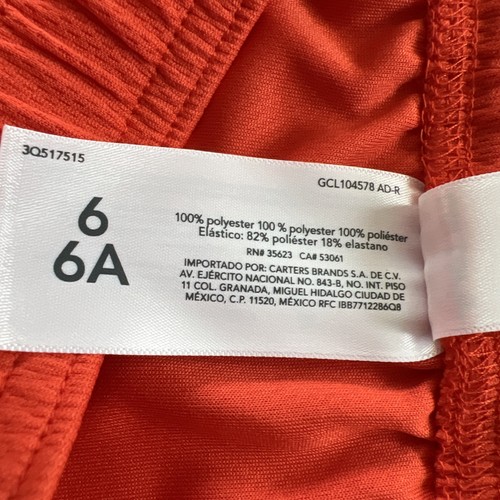 3Q517515
GCL104578 AD-R
6
6A
100% polyester 100 % polyester 100% poliéster
Elástico: 82% poliéster 18% elastano
RN# 35623 CA# 53061
IMPORTADO POR: CARTERS BRANDS S.A. DE C.V.
AV. EJÉRCITO NACIONAL NO. 843-B, NO. INT. PISO
11 COL. GRANADA, MIGUEL HIDALGO CIUDAD DE
MÉXICO, C.P. 11520, MÉXICO RFC IBB7712286Q8